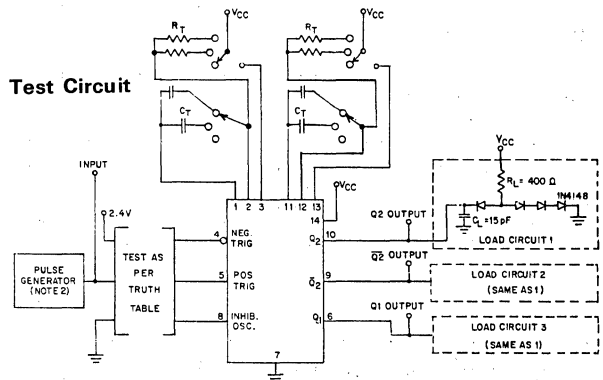 Test Circuit
R_T
V_CC
R_T
V_CC
C_T
C_T
INPUT
2.4V
PULSE
GENERATOR
(NOTE 2)
TEST AS
PER
TRUTH
TABLE
1 2 3 11 12 13
14
V_CC
4
NEG.
TRIG
5
POS
TRIG
8
INHIB.
OSC.
7
Q2
10
Q̅2
9
Q1
6
Q2 OUTPUT
Q̅2̅ OUTPUT
Q1 OUTPUT
V_CC
R_L = 400 Ω
1N4148
C_L = 15 pF
LOAD CIRCUIT 1
LOAD CIRCUIT 2
(SAME AS 1)
LOAD CIRCUIT 3
(SAME AS 1)